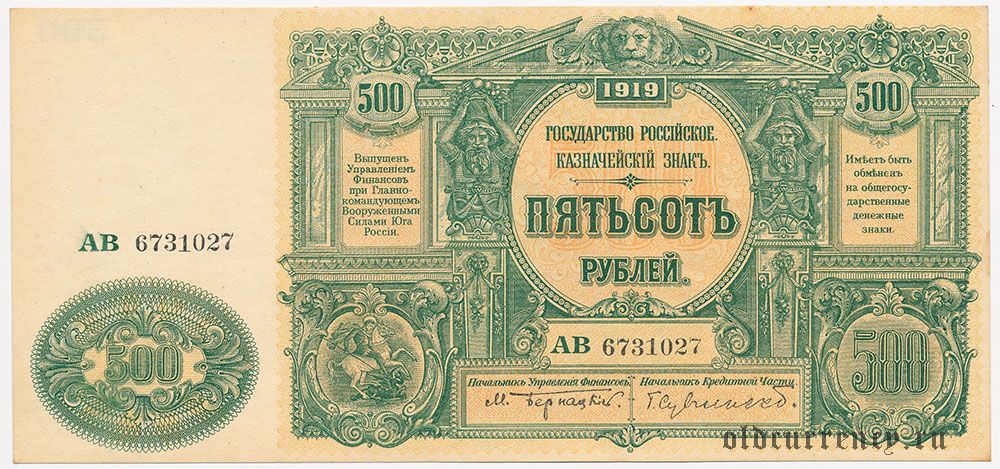 500
1919
500
ГОСУДАРСТВО РОССІЙСКОЕ.
КАЗНАЧЕЙСКІЙ ЗНАКЪ.
ПЯТЬСОТЪ
РУБЛЕЙ.
Выпущенъ
Управленіемъ
Финансовъ
при Главно-
командующемъ
Вооруженными
Силами Юга
Россіи.
Имѣетъ быть
обмѣненъ
на общегосу-
дарственные
денежные
знаки.
АВ 6731027
АВ 6731027
500
500
Начальникъ Управленія Финансовъ
Начальникъ Кредитной Части
М. Бернацкій.
oldcurrency.ru